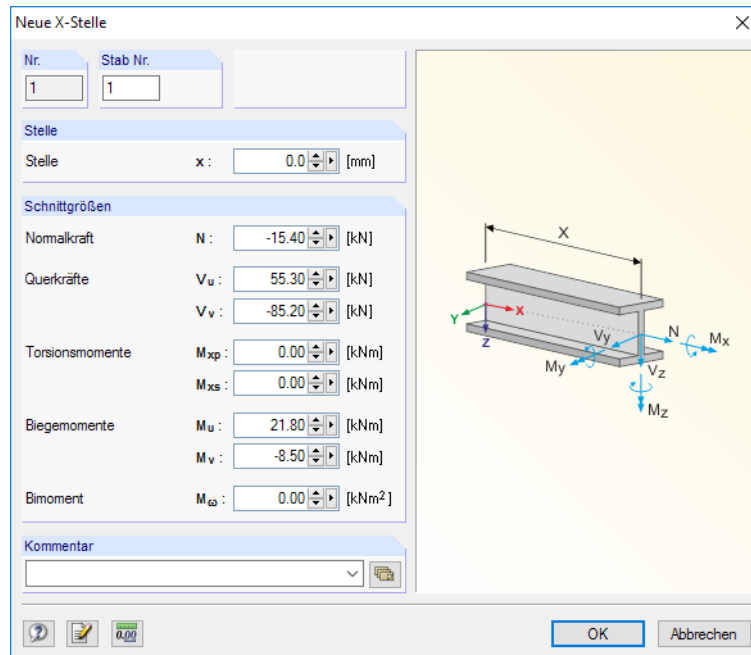 Neue X-Stelle
Nr. Stab Nr.
1 1
Stelle
Stelle x : 0.0 [mm]
Schnittgrößen
Normalkraft N : -15.40 [kN]
Querkräfte Vu : 55.30 [kN]
Vv : -85.20 [kN]
Torsionsmomente Mxp : 0.00 [kNm]
Mxs : 0.00 [kNm]
Biegemomente Mu : 21.80 [kNm]
Mv : -8.50 [kNm]
Bimoment Mω : 0.00 [kNm²]
Kommentar
X
Y X Z
Vy N Mx
My Vz
Mz
0.00
OK Abbrechen